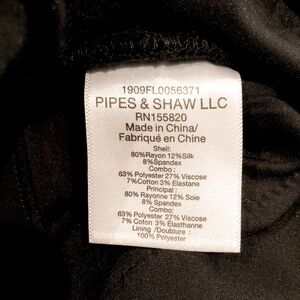 1909FL0056371
PIPES & SHAW LLC
RN155820
Made in China/
Fabriqué en Chine
Shell:
80%Rayon 12%Silk
8%Spandex
Combo :
63% Polyester 27% Viscose
7%Cotton 3% Elastane
Principal :
80% Rayonne 12% Soie
8% Spandex
Combo :
63% Polyester 27% Viscose
7% Coton 3% Élasthanne
Lining /Doublure :
100% Polyester